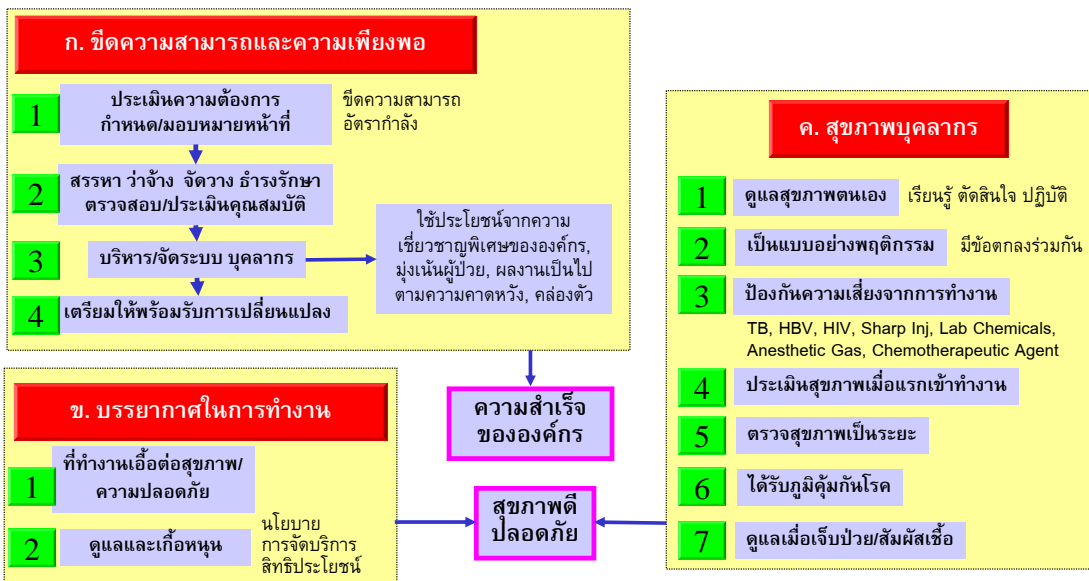 ก. ขีดความสามารถและความเพียงพอ
1
ประเมินความต้องการ
กำหนด/มอบหมายหน้าที่
ขีดความสามารถ
อัตรากำลัง
2
สรรหา ว่าจ้าง จัดวาง ธำรงรักษา
ตรวจสอบ/ประเมินคุณสมบัติ
3
บริหาร/จัดระบบ บุคลากร
ใช้ประโยชน์จากความ
เชี่ยวชาญพิเศษขององค์กร,
มุ่งเน้นผู้ป่วย, ผลงานเป็นไป
ตามความคาดหวัง, คล่องตัว
4
เตรียมให้พร้อมรับการเปลี่ยนแปลง
ข. บรรยากาศในการทำงาน
1
ที่ทำงานเอื้อต่อสุขภาพ/
ความปลอดภัย
2
ดูแลและเกื้อหนุน
นโยบาย
การจัดบริการ
สิทธิประโยชน์
ความสำเร็จ
ขององค์กร
สุขภาพดี
ปลอดภัย
ค. สุขภาพบุคลากร
1
ดูแลสุขภาพตนเอง
เรียนรู้ ตัดสินใจ ปฏิบัติ
2
เป็นแบบอย่างพฤติกรรม
มีข้อตกลงร่วมกัน
3
ป้องกันความเสี่ยงจากการทำงาน
TB, HBV, HIV, Sharp Inj, Lab Chemicals,
Anesthetic Gas, Chemotherapeutic Agent
4
ประเมินสุขภาพเมื่อแรกเข้าทำงาน
5
ตรวจสุขภาพเป็นระยะ
6
ได้รับภูมิคุ้มกันโรค
7
ดูแลเมื่อเจ็บป่วย/สัมผัสเชื้อ